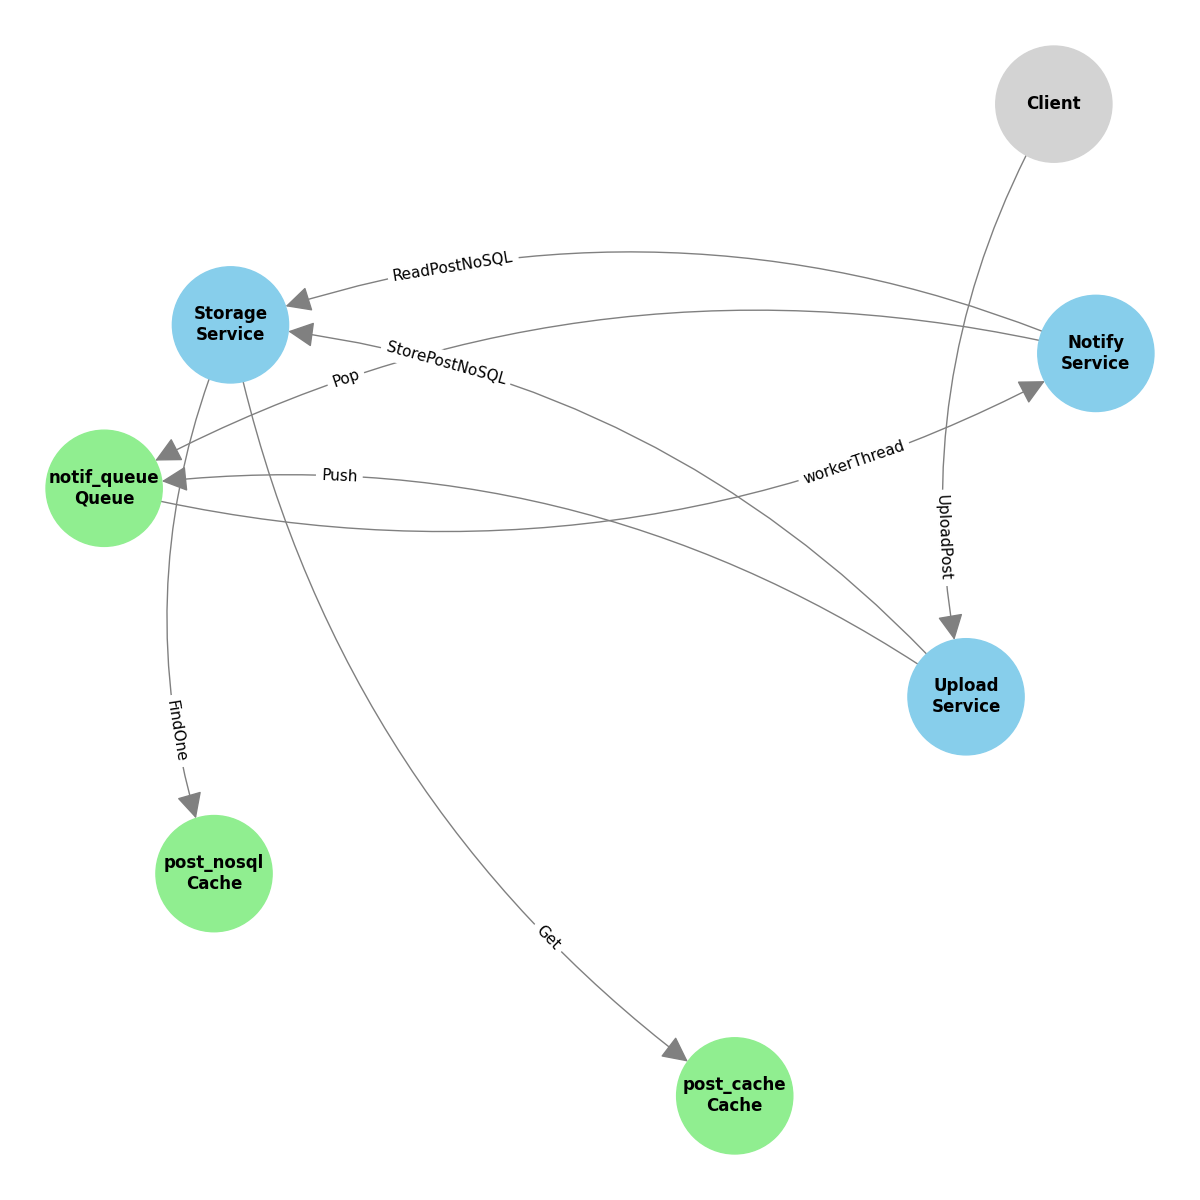 Client
ReadPostNoSQL
Storage
Service
Notify
Service
StorePostNoSQL
Pop
workerThread
notif_queue
Queue
Push
UploadPost
Upload
Service
FindOne
post_nosql
Cache
Get
post_cache
Cache